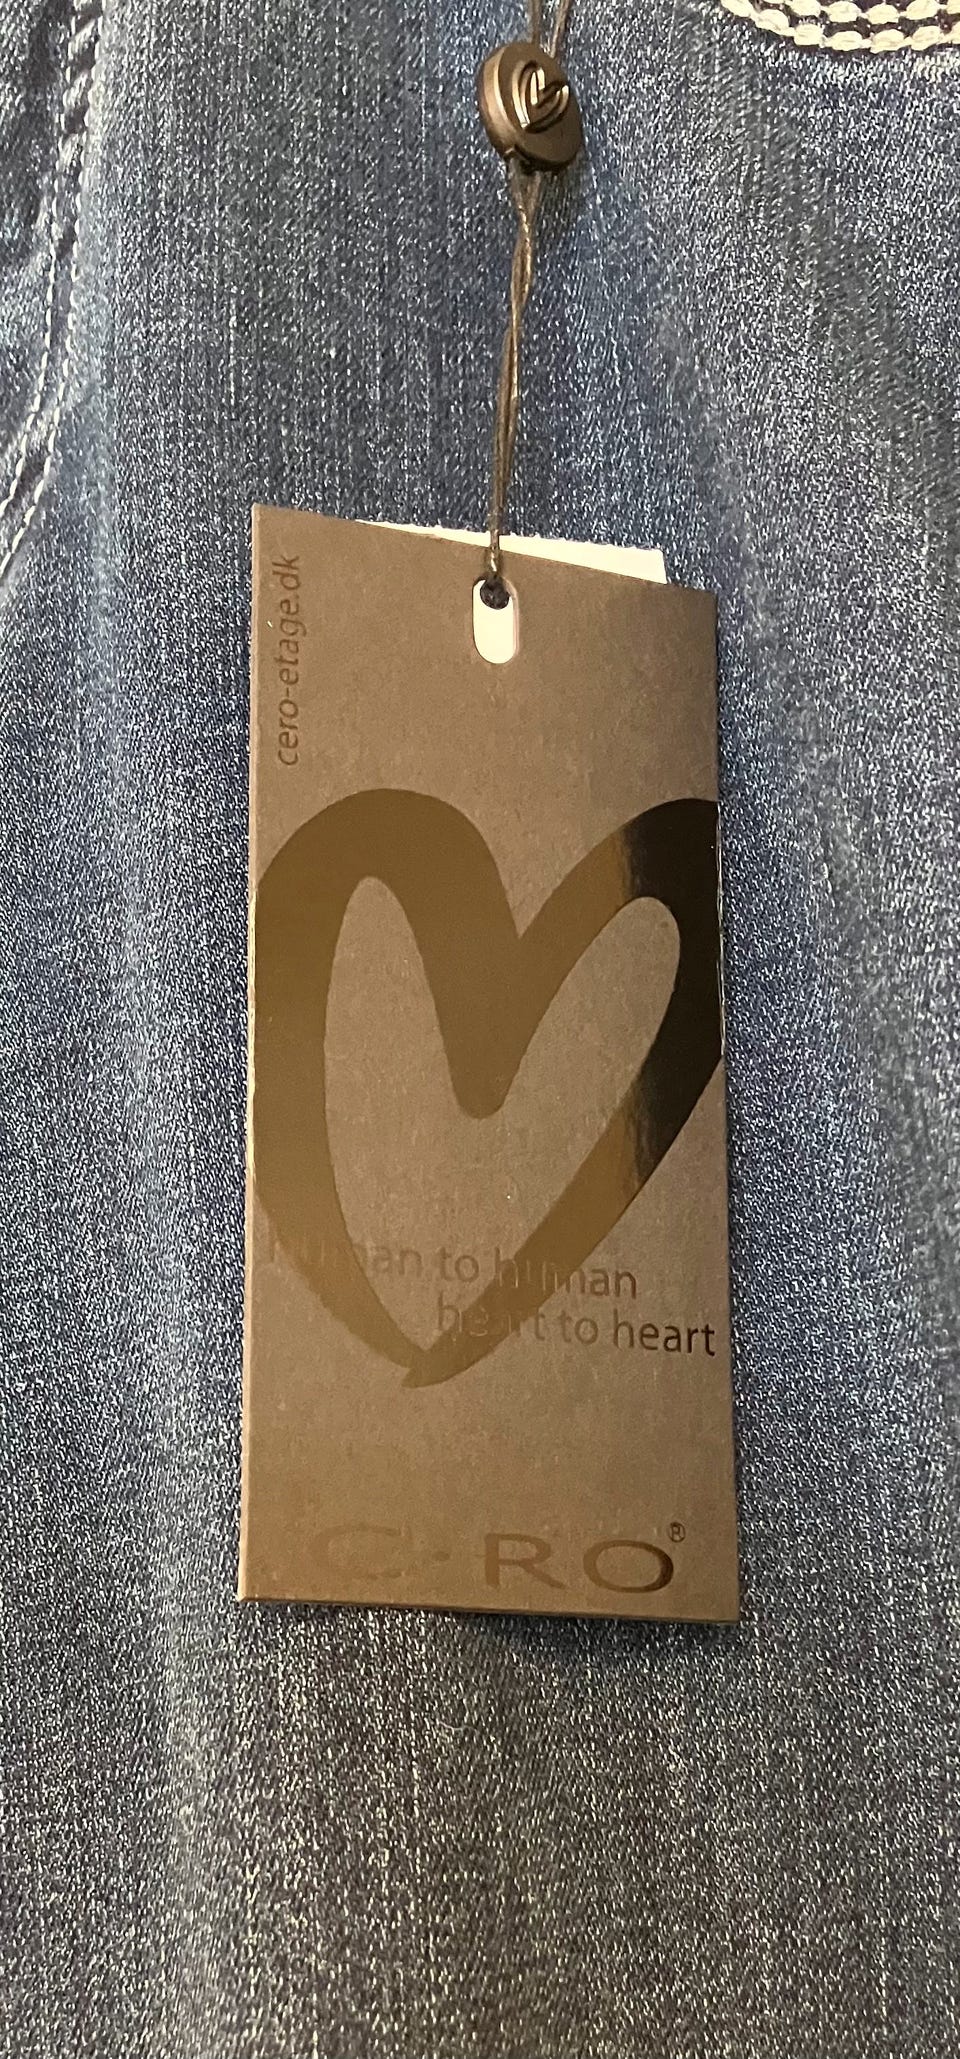 cero-etage.dk
human to human
heart to heart
C·RO®